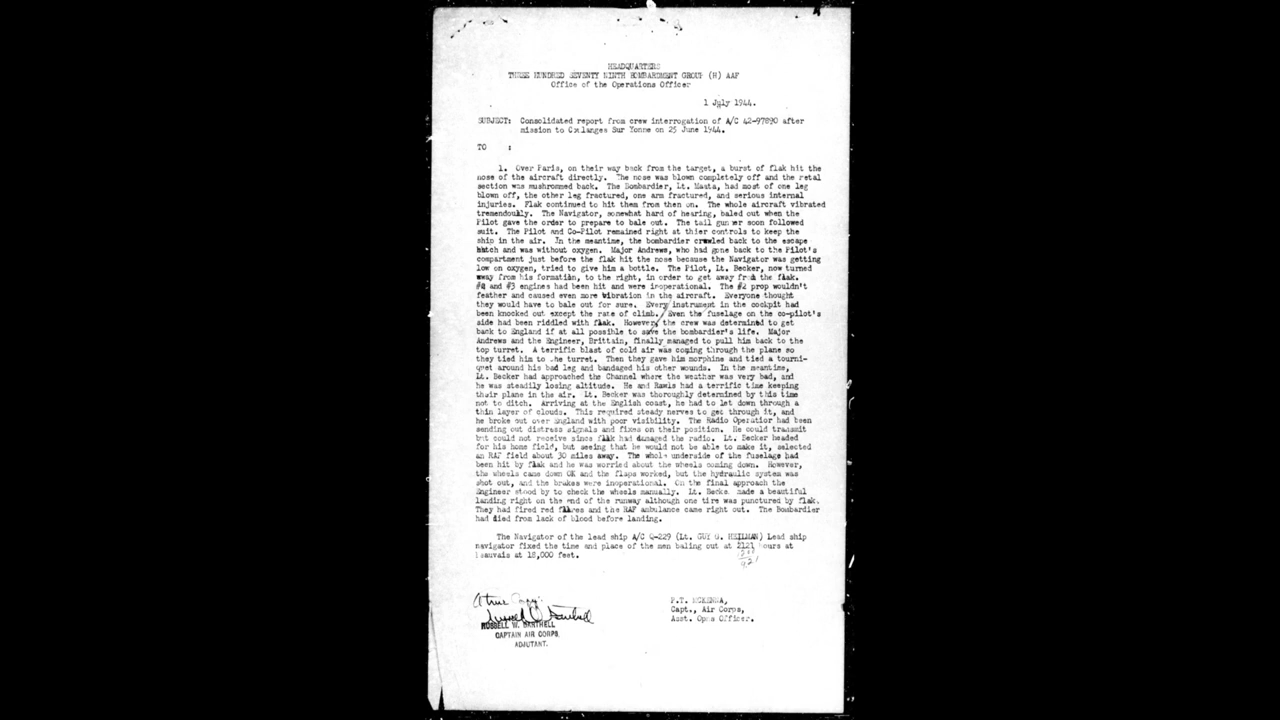 HEADQUARTERS
THREE HUNDRED SEVENTY NINTH BOMBARDMENT GROUP (H) AAF
Office of the Operations Officer
1 July 1944.
SUBJECT: Consolidated report from crew interrogation of A/C 42-97890 after
mission to Coulanges Sur Yonne on 25 June 1944.
TO :
1. Over Paris, on their way back from the target, a burst of flak hit the
nose of the aircraft directly. The nose was blown completely off and the metal
section was mushrommed back. The Bombardier, Lt. Mauta, had most of one leg
blown off, the other leg fractured, one arm fractured, and serious internal
injuries. Flak continued to hit them from then on. The whole aircraft vibrated
tremendoully. The Navigator, somewhat hard of hearing, baled out when the
Pilot gave the order to prepare to bale out. The tail gunner soon followed
suit. The Pilot and Co-Pilot remained right at thier controls to keep the
ship in the air. In the meantime, the bombardier crawled back to the escape
hatch and was without oxygen. Major Andrews, who had gone back to the Pilot's
compartment just before the flak hit the nose because the Navigator was getting
low on oxygen, tried to give him a bottle. The Pilot, Lt. Becker, now turned
away from his formation, to the right, in order to get away from the flak.
and #3 engines had been hit and were inoperational. The #2 prop wouldn't
feather and caused even more vibration in the aircraft. Everyone thought
they would have to bale out for sure. Every instrument in the cockpit had
been knocked out except the rate of climb. Even the fuselage on the co-pilot's
side had been riddled with flak. However, the crew was determined to get
back to England if at all possible to save the bombardier's life. Major
Andrews and the Engineer, Brittain, finally managed to pull him back to the
top turret. A terrific blast of cold air was coming through the plane so
they tied him to the turret. Then they gave him morphine and tied a tourni-
quet around his bad leg and bandaged his other wounds. In the meantime,
Lt. Becker had approached the Channel where the weather was very bad, and
he was steadily losing altitude. He and Rawls had a terrific time keeping
their plane in the air. Lt. Becker was thoroughly determined by this time
not to ditch. Arriving at the English coast, he had to let down through a
thin layer of clouds. This required steady nerves to get through it, and
he broke out over England with poor visibility. The Radio Operatior had been
sending out distress signals and fixes on their position. He could transmit
but could not receive since flak had damaged the radio. Lt. Becker headed
for his home field, but seeing that he would not be able to make it, selected
an RAF field about 30 miles away. The whole underside of the fuselage had
been hit by flak and he was worried about the wheels coming down. However,
the wheels came down OK and the flaps worked, but the hydraulic system was
shot out, and the brakes were inoperational. On the final approach the
Engineer stood by to check the wheels manually. Lt. Becke made a beautiful
landing right on the end of the runway although one tire was punctured by flak.
They had fired red flares and the RAF ambulance came right out. The Bombardier
had died from lack of blood before landing.
The Navigator of the lead ship A/C Q-229 (Lt. GUY G. HEILMAN) Lead ship
navigator fixed the time and place of the men baling out at 2121 hours at
Beauvais at 18,000 feet.
A true Copy:
RUSSELL W. BARTHELL
CAPTAIN AIR CORPS.
ADJUTANT.
P.T. MCKENNA,
Capt., Air Corps,
Asst. Opns Officer.